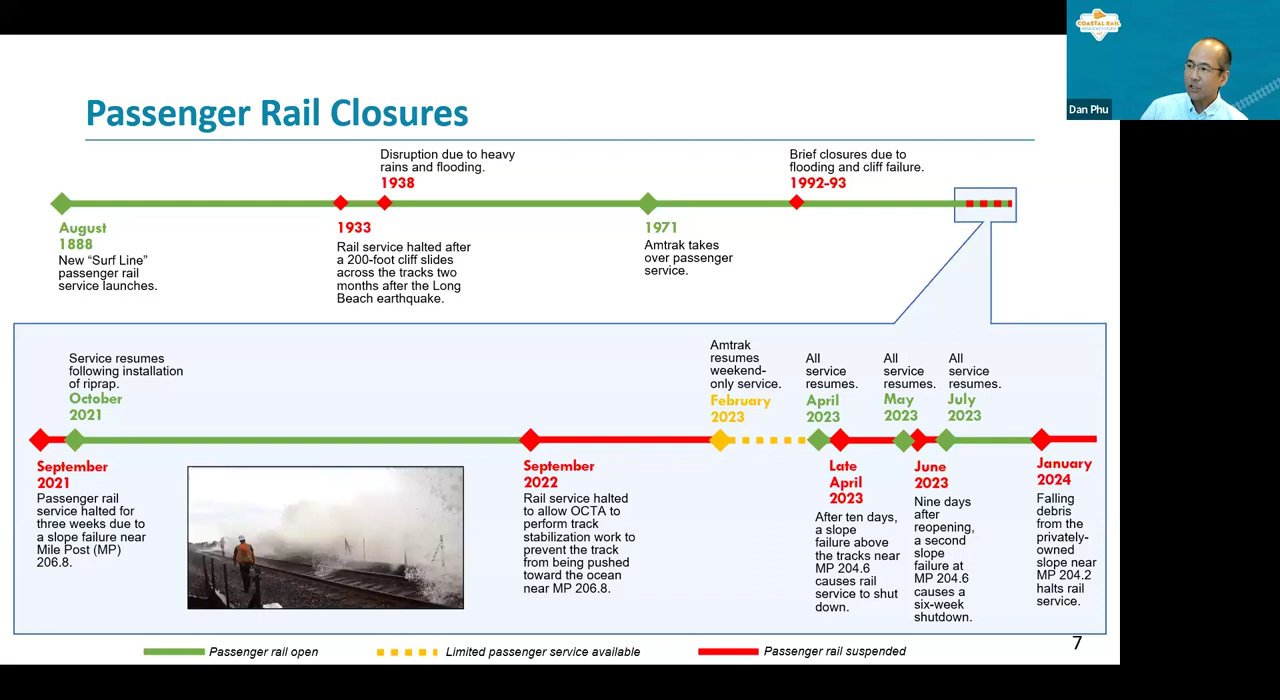 COASTAL RAIL
RESILIENCY STUDY
Dan Phu
Passenger Rail Closures
Disruption due to heavy
rains and flooding.
1938
Brief closures due to
flooding and cliff failure.
1992-93
August
1888
New “Surf Line”
passenger rail
service launches.
1933
Rail service halted after
a 200-foot cliff slides
across the tracks two
months after the Long
Beach earthquake.
1971
Amtrak takes
over passenger
service.
Service resumes
following installation
of riprap.
October
2021
Amtrak
resumes
weekend-
only service.
February
2023
All
service
resumes.
April
2023
All
service
resumes.
May
2023
All
service
resumes.
July
2023
September
2021
Passenger rail
service halted for
three weeks due to
a slope failure near
Mile Post (MP)
206.8.
September
2022
Rail service halted
to allow OCTA to
perform track
stabilization work to
prevent the track
from being pushed
toward the ocean
near MP 206.8.
Late
April
2023
After ten days,
a slope
failure above
the tracks near
MP 204.6
causes rail
service to shut
down.
June
2023
Nine days
after
reopening,
a second
slope
failure at
MP 204.6
causes a
six-week
shutdown.
January
2024
Falling
debris
from the
privately-
owned
slope near
MP 204.2
halts rail
service.
7
Passenger rail open
Limited passenger service available
Passenger rail suspended